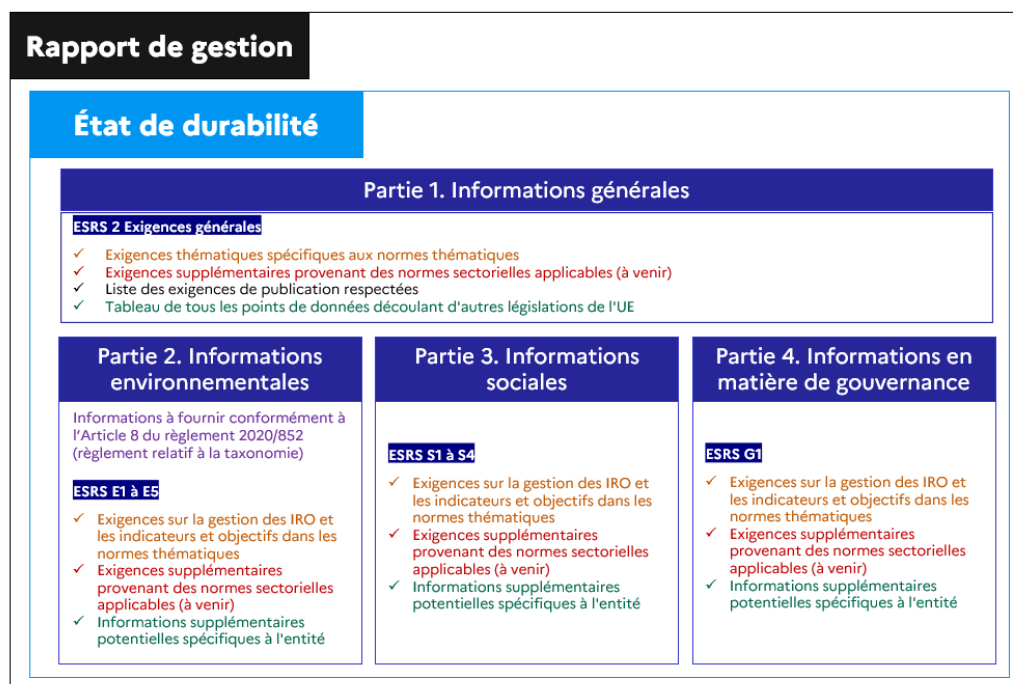 Rapport de gestion
État de durabilité
Partie 1. Informations générales
ESRS 2 Exigences générales
✓ Exigences thématiques spécifiques aux normes thématiques
✓ Exigences supplémentaires provenant des normes sectorielles applicables (à venir)
✓ Liste des exigences de publication respectées
✓ Tableau de tous les points de données découlant d'autres législations de l'UE
Partie 2. Informations
environnementales
Informations à fournir conformément à
l'Article 8 du règlement 2020/852
(règlement relatif à la taxonomie)
ESRS E1 à E5
✓ Exigences sur la gestion des IRO et
les indicateurs et objectifs dans les
normes thématiques
✓ Exigences supplémentaires
provenant des normes sectorielles
applicables (à venir)
✓ Informations supplémentaires
potentielles spécifiques à l'entité
Partie 3. Informations
sociales
ESRS S1 à S4
✓ Exigences sur la gestion des IRO et
les indicateurs et objectifs dans les
normes thématiques
✓ Exigences supplémentaires
provenant des normes sectorielles
applicables (à venir)
✓ Informations supplémentaires
potentielles spécifiques à l'entité
Partie 4. Informations en
matière de gouvernance
ESRS G1
✓ Exigences sur la gestion des IRO et
les indicateurs et objectifs dans les
normes thématiques
✓ Exigences supplémentaires
provenant des normes sectorielles
applicables (à venir)
✓ Informations supplémentaires
potentielles spécifiques à l'entité